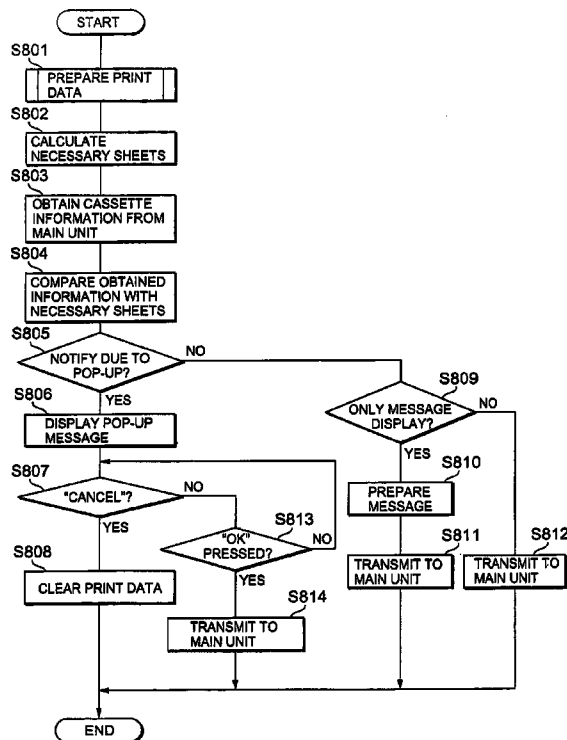 START
S801
PREPARE PRINT
DATA
S802
CALCULATE
NECESSARY SHEETS
S803
OBTAIN CASSETTE
INFORMATION FROM
MAIN UNIT
S804
COMPARE OBTAINED
INFORMATION WITH
NECESSARY SHEETS
S805
NOTIFY DUE TO
POP-UP?
NO
YES
S806
DISPLAY POP-UP
MESSAGE
S807
"CANCEL"?
NO
YES
S808
CLEAR PRINT DATA
S813
"OK"
PRESSED?
NO
YES
S814
TRANSMIT TO
MAIN UNIT
S809
ONLY MESSAGE
DISPLAY?
NO
YES
S810
PREPARE
MESSAGE
S811
TRANSMIT TO
MAIN UNIT
S812
TRANSMIT TO
MAIN UNIT
END